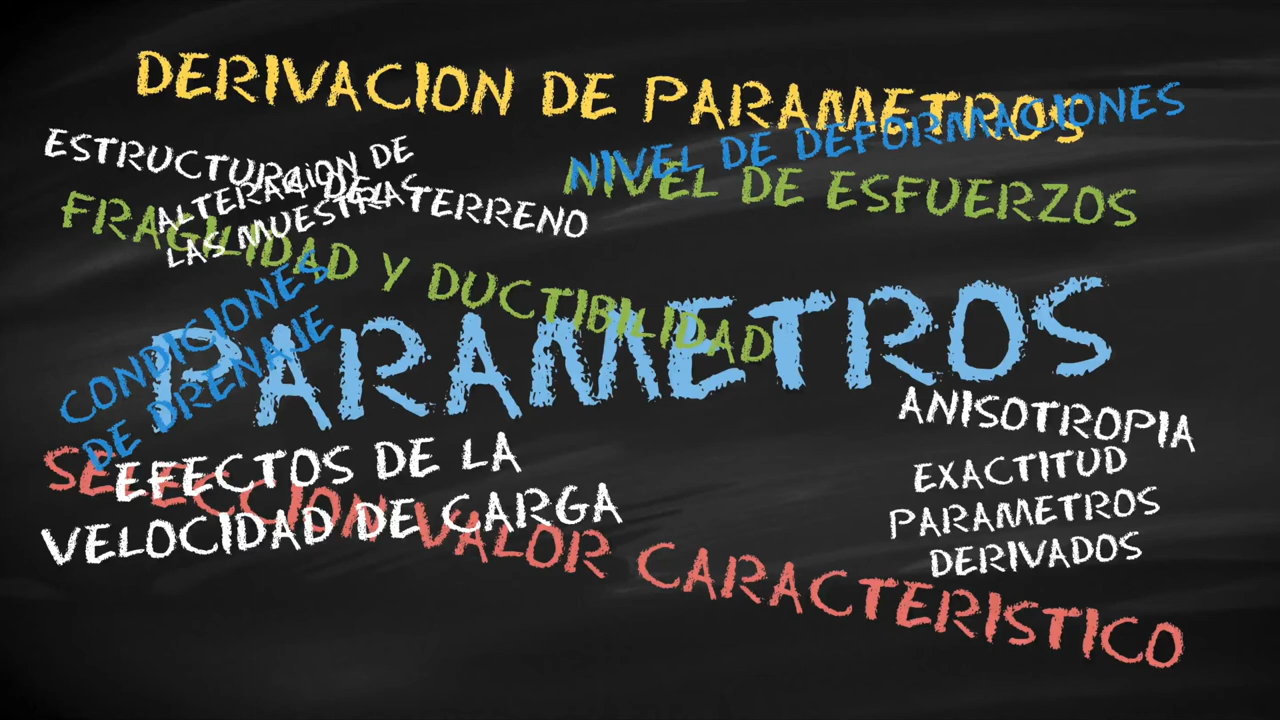 DERIVACION DE PARAMETROS
NIVEL DE DEFORMACIONES
NIVEL DE ESFUERZOS
ESTRUCTURACION DE
TERRENO
ALTERACION DE
LAS MUESTRAS
FRAGILIDAD Y DUCTIBILIDAD
PARAMETROS
CONDISIONES
DE DRENAJE
ANISOTROPIA
EXACTITUD
PARAMETROS
DERIVADOS
EFECTOS DE LA
VELOCIDAD DE CARGA
SELECCION VALOR CARACTERISTICO